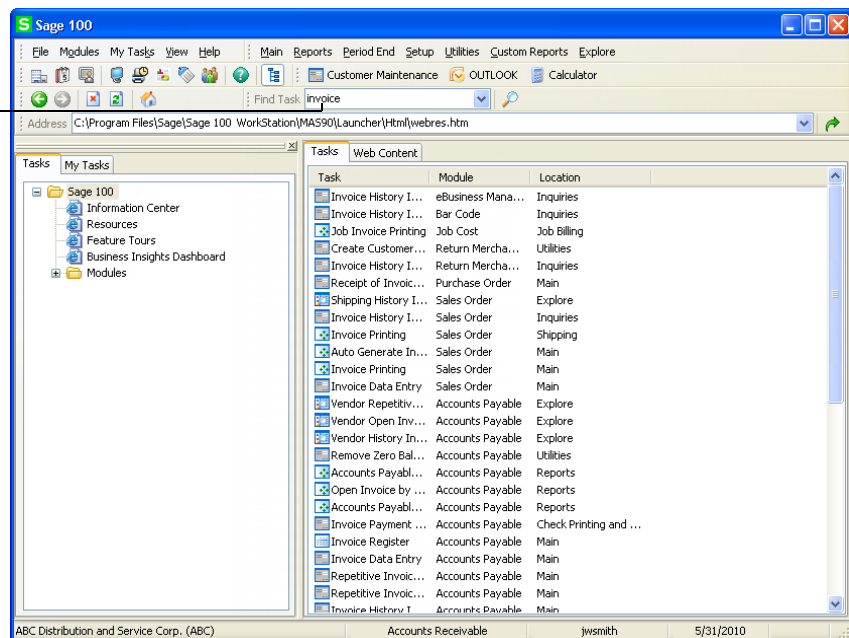 Sage 100
File Modules My Tasks View Help Main Reports Period End Setup Utilities Custom Reports Explore
Customer Maintenance OUTLOOK Calculator
Find Task invoice
Address C:\Program Files\Sage\Sage 100 WorkStation\MAS90\Launcher\Html\webres.htm
Tasks My Tasks
Sage 100
Information Center
Resources
Feature Tours
Business Insights Dashboard
Modules
Tasks Web Content
Task Module Location
Invoice History I... eBusiness Mana... Inquiries
Invoice History I... Bar Code Inquiries
Job Invoice Printing Job Cost Job Billing
Create Customer... Return Mercha... Utilities
Invoice History I... Return Mercha... Inquiries
Receipt of Invoic... Purchase Order Main
Shipping History I... Sales Order Explore
Invoice History I... Sales Order Inquiries
Invoice Printing Sales Order Shipping
Auto Generate In... Sales Order Main
Invoice Printing Sales Order Main
Invoice Data Entry Sales Order Main
Vendor Repetitiv... Accounts Payable Explore
Vendor Open Inv... Accounts Payable Explore
Vendor History In... Accounts Payable Explore
Remove Zero Bal... Accounts Payable Utilities
Accounts Payabl... Accounts Payable Reports
Open Invoice by ... Accounts Payable Reports
Accounts Payabl... Accounts Payable Reports
Invoice Payment ... Accounts Payable Check Printing and ...
Invoice Register Accounts Payable Main
Invoice Data Entry Accounts Payable Main
Repetitive Invoic... Accounts Payable Main
Repetitive Invoic... Accounts Payable Main
Invoice History I... Accounts Payable Main
ABC Distribution and Service Corp. (ABC) Accounts Receivable jwsmith 5/31/2010